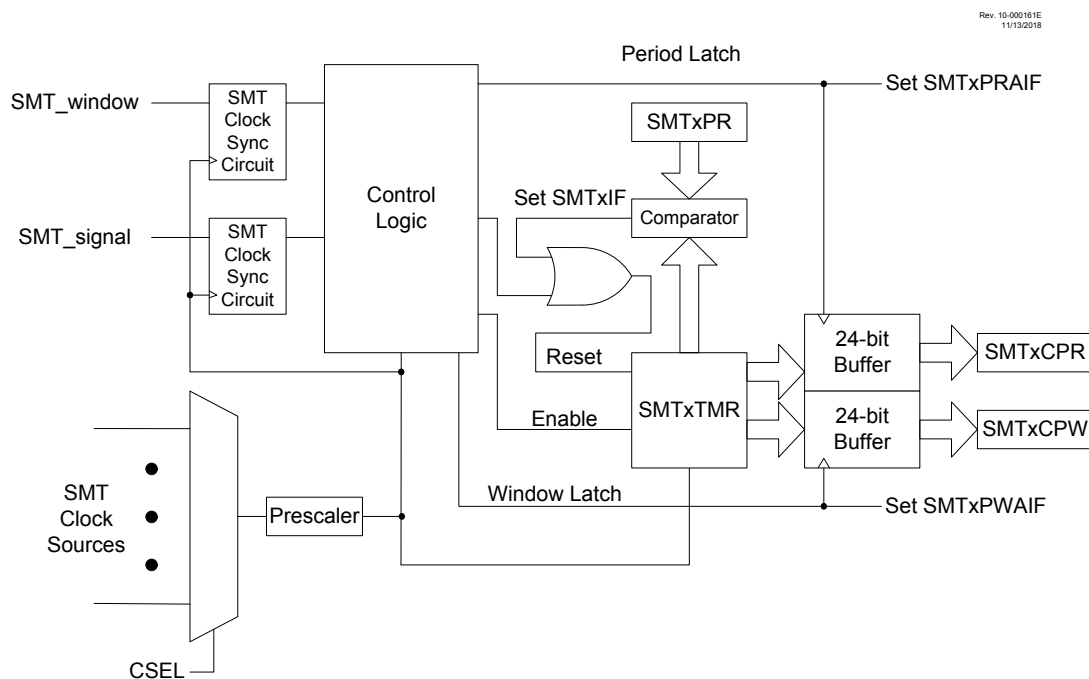 Rev. 10-000161E
11/13/2018
Period Latch
Set SMTxPRAIF
SMT_window
SMT
Clock
Sync
Circuit
SMTxPR
Control
Logic
Set SMTxIF
Comparator
SMT_signal
SMT
Clock
Sync
Circuit
Reset
24-bit
Buffer
SMTxCPR
SMTxTMR
Enable
24-bit
Buffer
SMTxCPW
Window Latch
Set SMTxPWAIF
SMT
Clock
Sources
Prescaler
CSEL